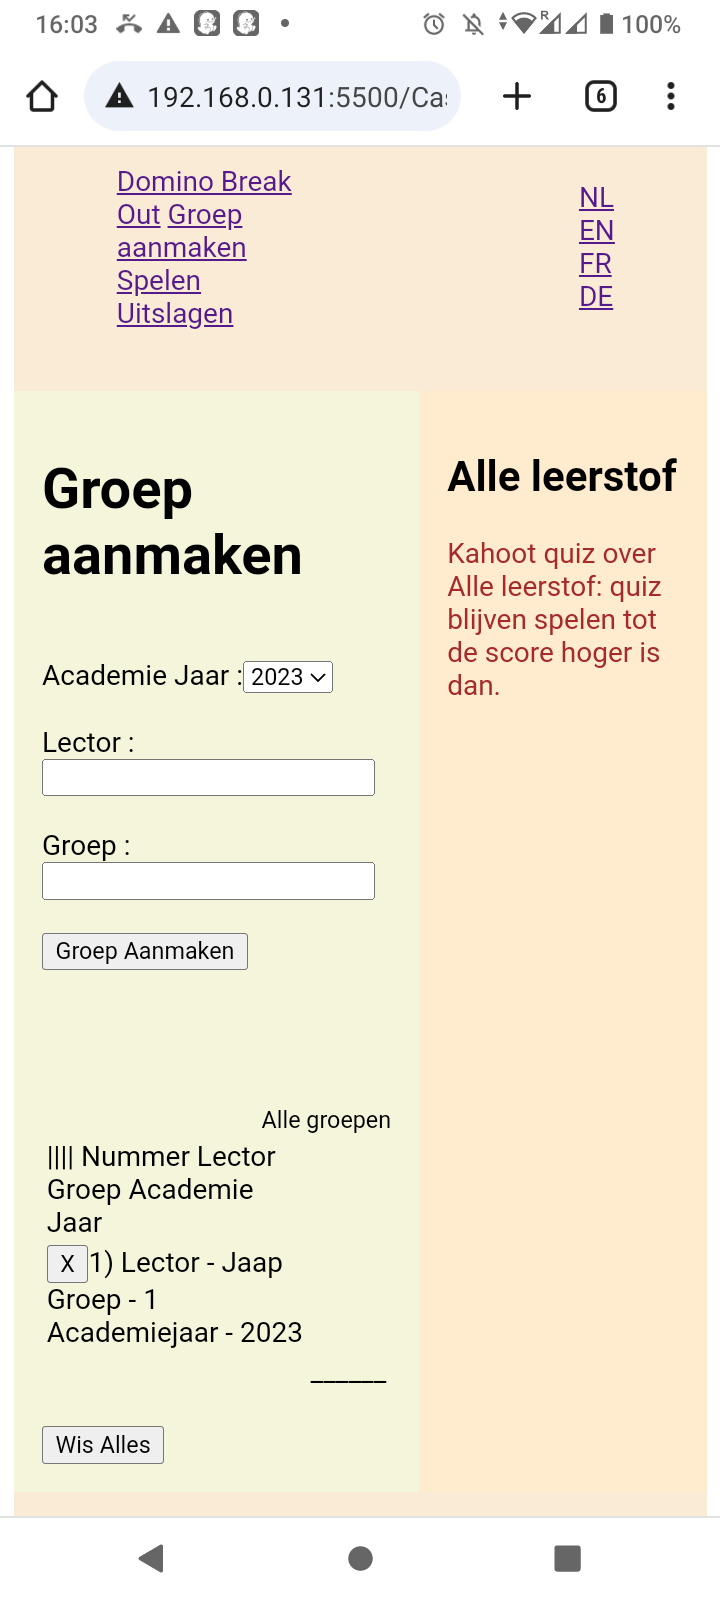 16:03
R
100%
192.168.0.131:5500/Ca
6
Domino Break
Out Groep
aanmaken
Spelen
Uitslagen
NL
EN
FR
DE
Groep
aanmaken
Academie Jaar : 2023
Lector :
Groep :
Groep Aanmaken
Alle groepen
|||| Nummer Lector
Groep Academie
Jaar
X 1) Lector - Jaap
Groep - 1
Academiejaar - 2023
______
Wis Alles
Alle leerstof
Kahoot quiz over
Alle leerstof: quiz
blijven spelen tot
de score hoger is
dan.